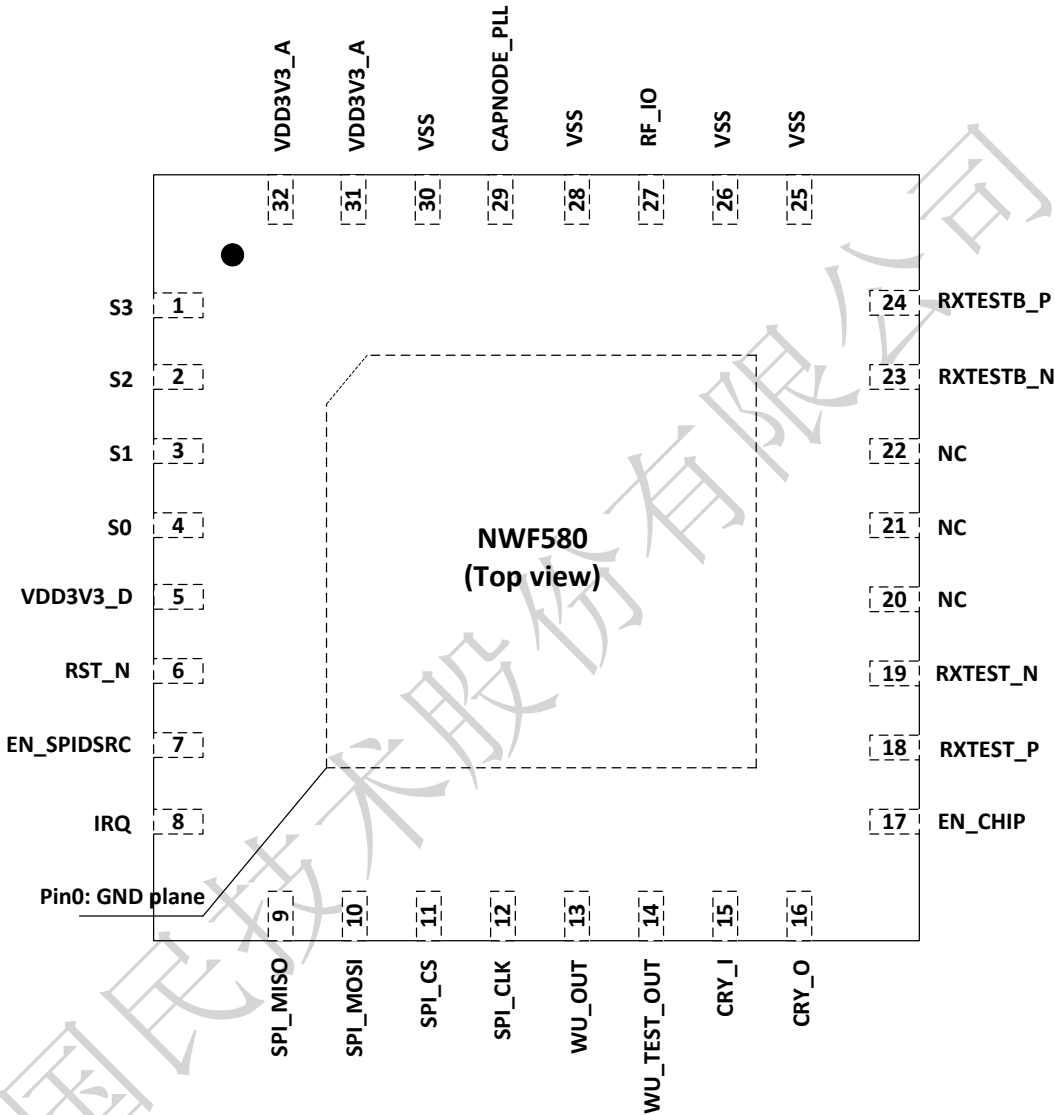 VDD3V3_A
VDD3V3_A
VSS
CAPNODE_PLL
VSS
RF_IO
VSS
VSS
32
31
30
29
28
27
26
25
S3 1
S2 2
S1 3
S0 4
VDD3V3_D 5
RST_N 6
EN_SPIDSRC 7
IRQ 8
24 RXTESTB_P
23 RXTESTB_N
22 NC
21 NC
20 NC
19 RXTEST_N
18 RXTEST_P
17 EN_CHIP
NWF580
(Top view)
Pin0: GND plane
9
10
11
12
13
14
15
16
SPI_MISO
SPI_MOSI
SPI_CS
SPI_CLK
WU_OUT
WU_TEST_OUT
CRY_I
CRY_O
国民技术股份有限公司